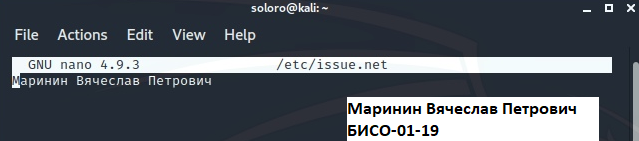 soloro@kali: ~
File Actions Edit View Help
GNU nano 4.9.3 /etc/issue.net
Маринин Вячеслав Петрович
Маринин Вячеслав Петрович
БИСО-01-19